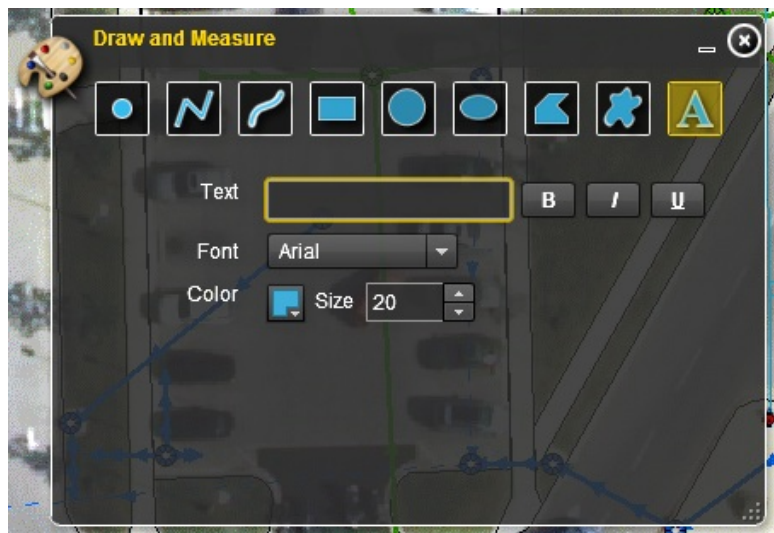 Draw and Measure
A
Text
B I U
Font Arial
Color Size 20